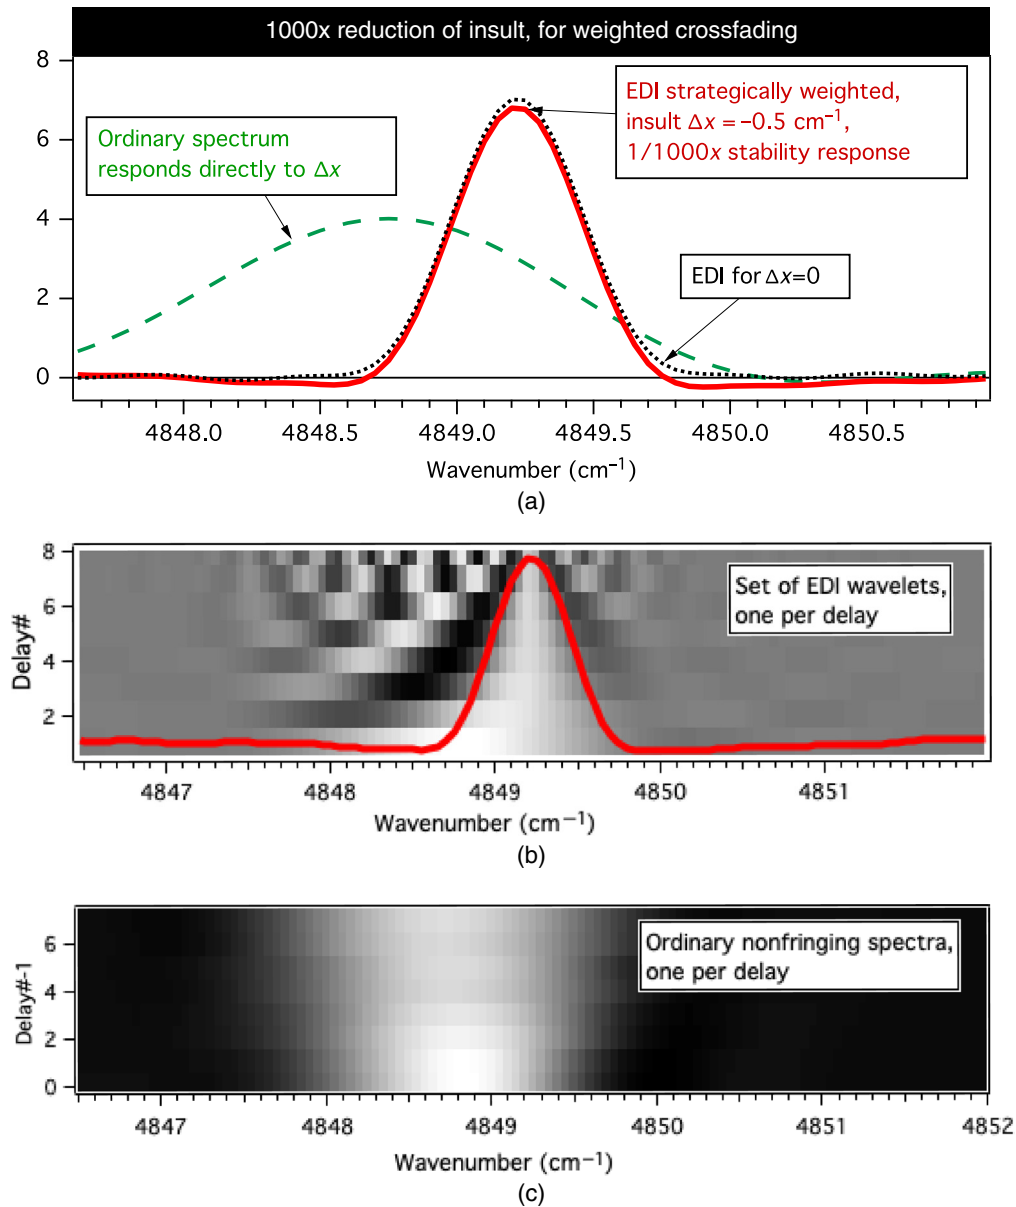 1000x reduction of insult, for weighted crossfading
8
6
4
2
0
Ordinary spectrum
responds directly to Δx
EDI strategically weighted,
insult Δx = −0.5 cm⁻¹,
1/1000x stability response
EDI for Δx=0
4848.0 4848.5 4849.0 4849.5 4850.0 4850.5
Wavenumber (cm⁻¹)
(a)
8
6
4
2
Delay#
Set of EDI wavelets,
one per delay
4847 4848 4849 4850 4851
Wavenumber (cm⁻¹)
(b)
6
4
2
0
Delay#-1
Ordinary nonfringing spectra,
one per delay
4847 4848 4849 4850 4851 4852
Wavenumber (cm⁻¹)
(c)